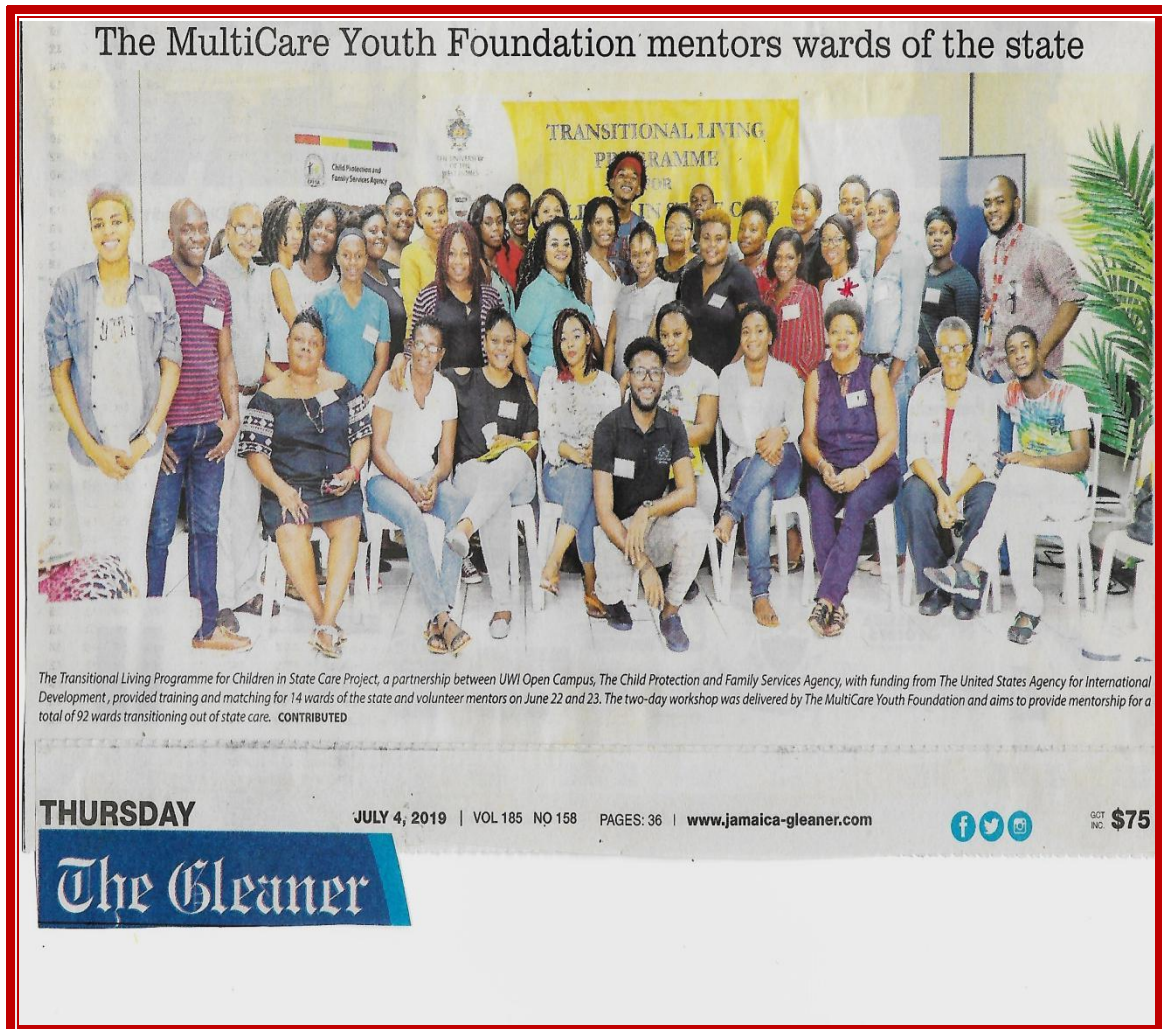 The MultiCare Youth Foundation mentors wards of the state
TRANSITIONAL LIVING
PROGRAMME
FOR
IN STATE CARE
Child Protection and
Family Services Agency
The Transitional Living Programme for Children in State Care Project, a partnership between UWI Open Campus, The Child Protection and Family Services Agency, with funding from The United States Agency for International
Development, provided training and matching for 14 wards of the state and volunteer mentors on June 22 and 23. The two-day workshop was delivered by The MultiCare Youth Foundation and aims to provide mentorship for a
total of 92 wards transitioning out of state care. CONTRIBUTED
THURSDAY JULY 4, 2019 | VOL 185 NO 158 PAGES: 36 | www.jamaica-gleaner.com GCT INC. $75
The Gleaner